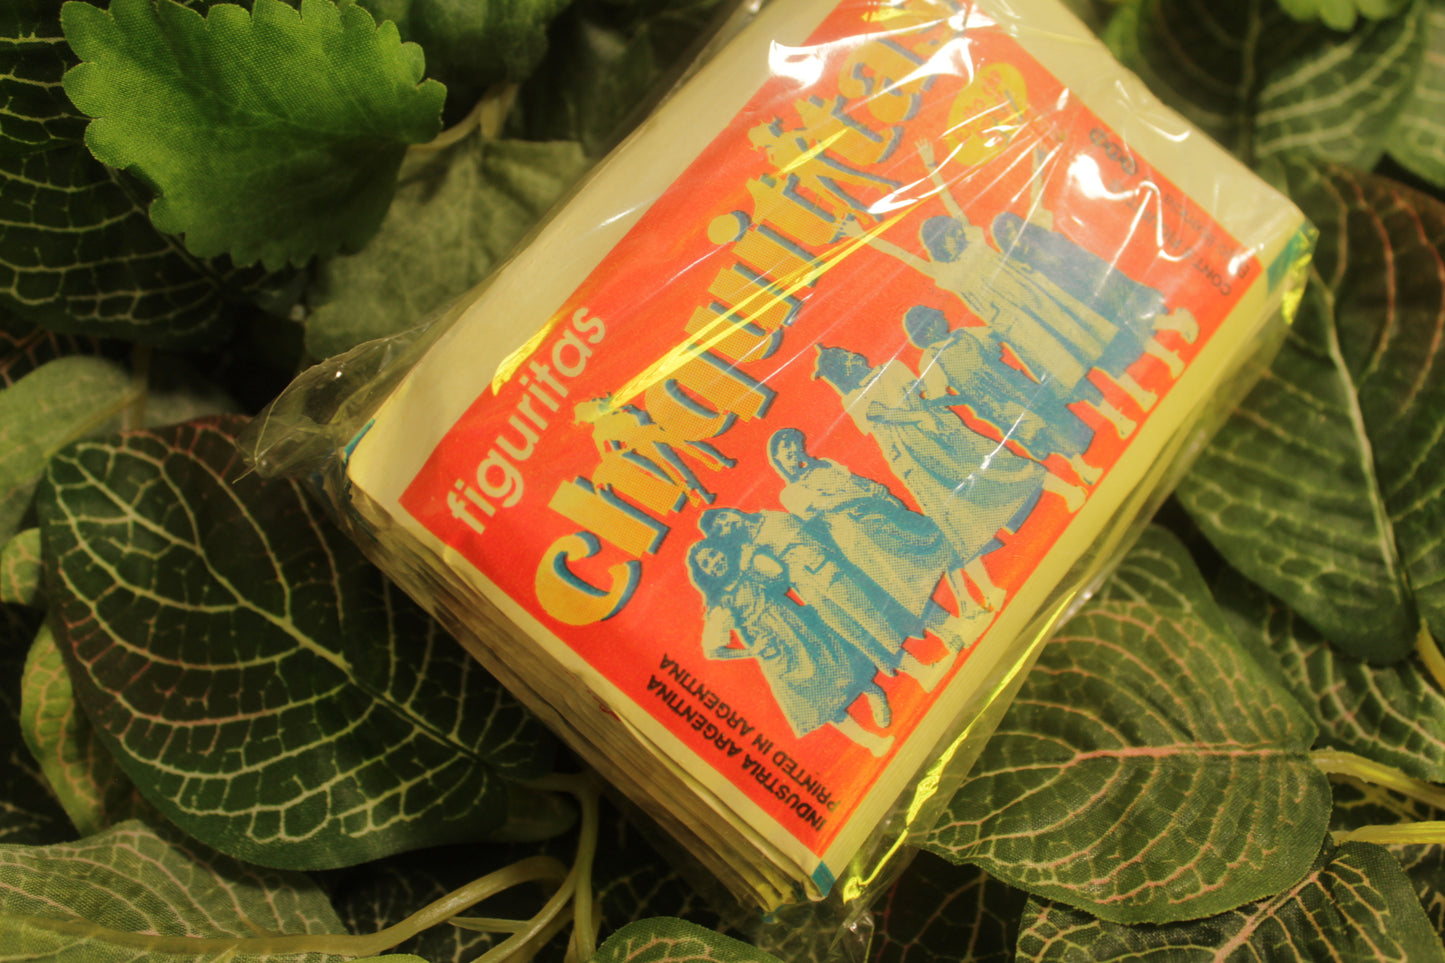 figuritas
chiquititas
INDUSTRIA ARGENTINA
PRINTED IN ARGENTINA